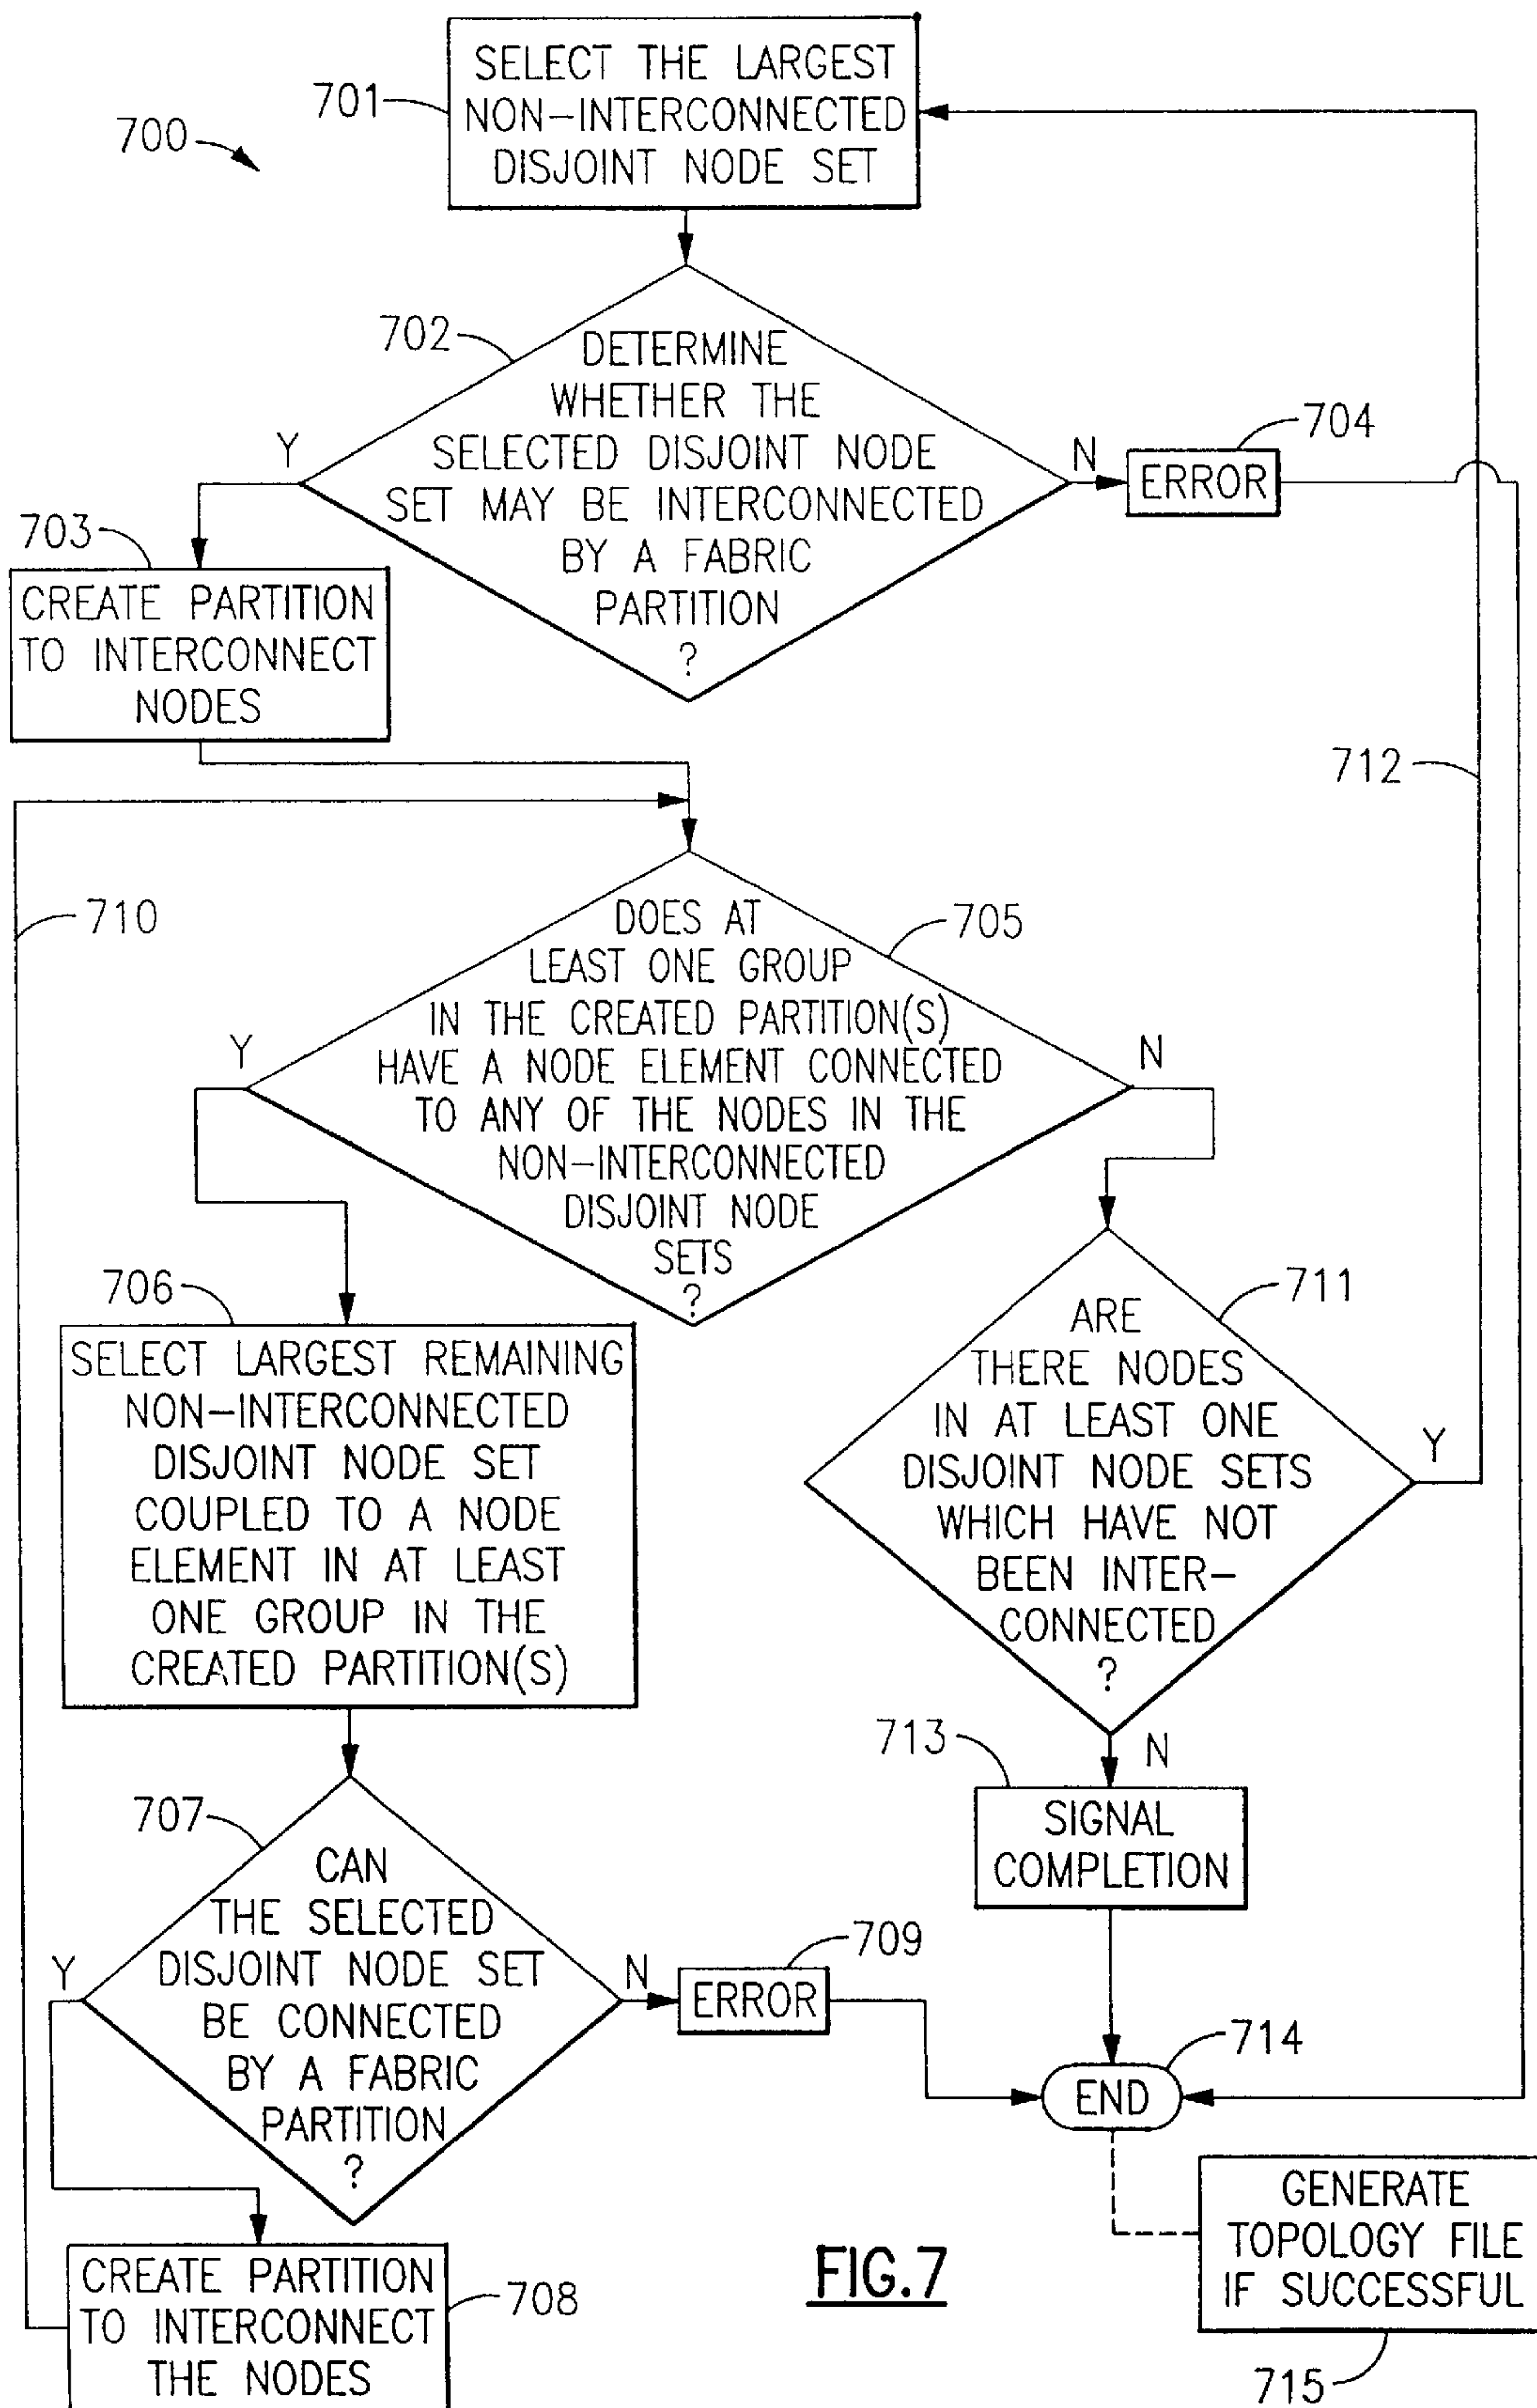 SELECT THE LARGEST
NON-INTERCONNECTED
DISJOINT NODE SET
701
700
702
DETERMINE
WHETHER THE
SELECTED DISJOINT NODE
SET MAY BE INTERCONNECTED
BY A FABRIC
PARTITION
?
Y
N
704
ERROR
703
CREATE PARTITION
TO INTERCONNECT
NODES
712
710
705
DOES AT
LEAST ONE GROUP
IN THE CREATED PARTITION(S)
HAVE A NODE ELEMENT CONNECTED
TO ANY OF THE NODES IN THE
NON-INTERCONNECTED
DISJOINT NODE
SETS
?
Y
N
706
SELECT LARGEST REMAINING
NON-INTERCONNECTED
DISJOINT NODE SET
COUPLED TO A NODE
ELEMENT IN AT LEAST
ONE GROUP IN THE
CREATED PARTITION(S)
711
ARE
THERE NODES
IN AT LEAST ONE
DISJOINT NODE SETS
WHICH HAVE NOT
BEEN INTER-
CONNECTED
?
Y
N
713
SIGNAL
COMPLETION
707
CAN
THE SELECTED
DISJOINT NODE SET
BE CONNECTED
BY A FABRIC
PARTITION
?
Y
N
709
ERROR
714
END
CREATE PARTITION
TO INTERCONNECT
THE NODES
708
GENERATE
TOPOLOGY FILE
IF SUCCESSFUL
715
FIG.7